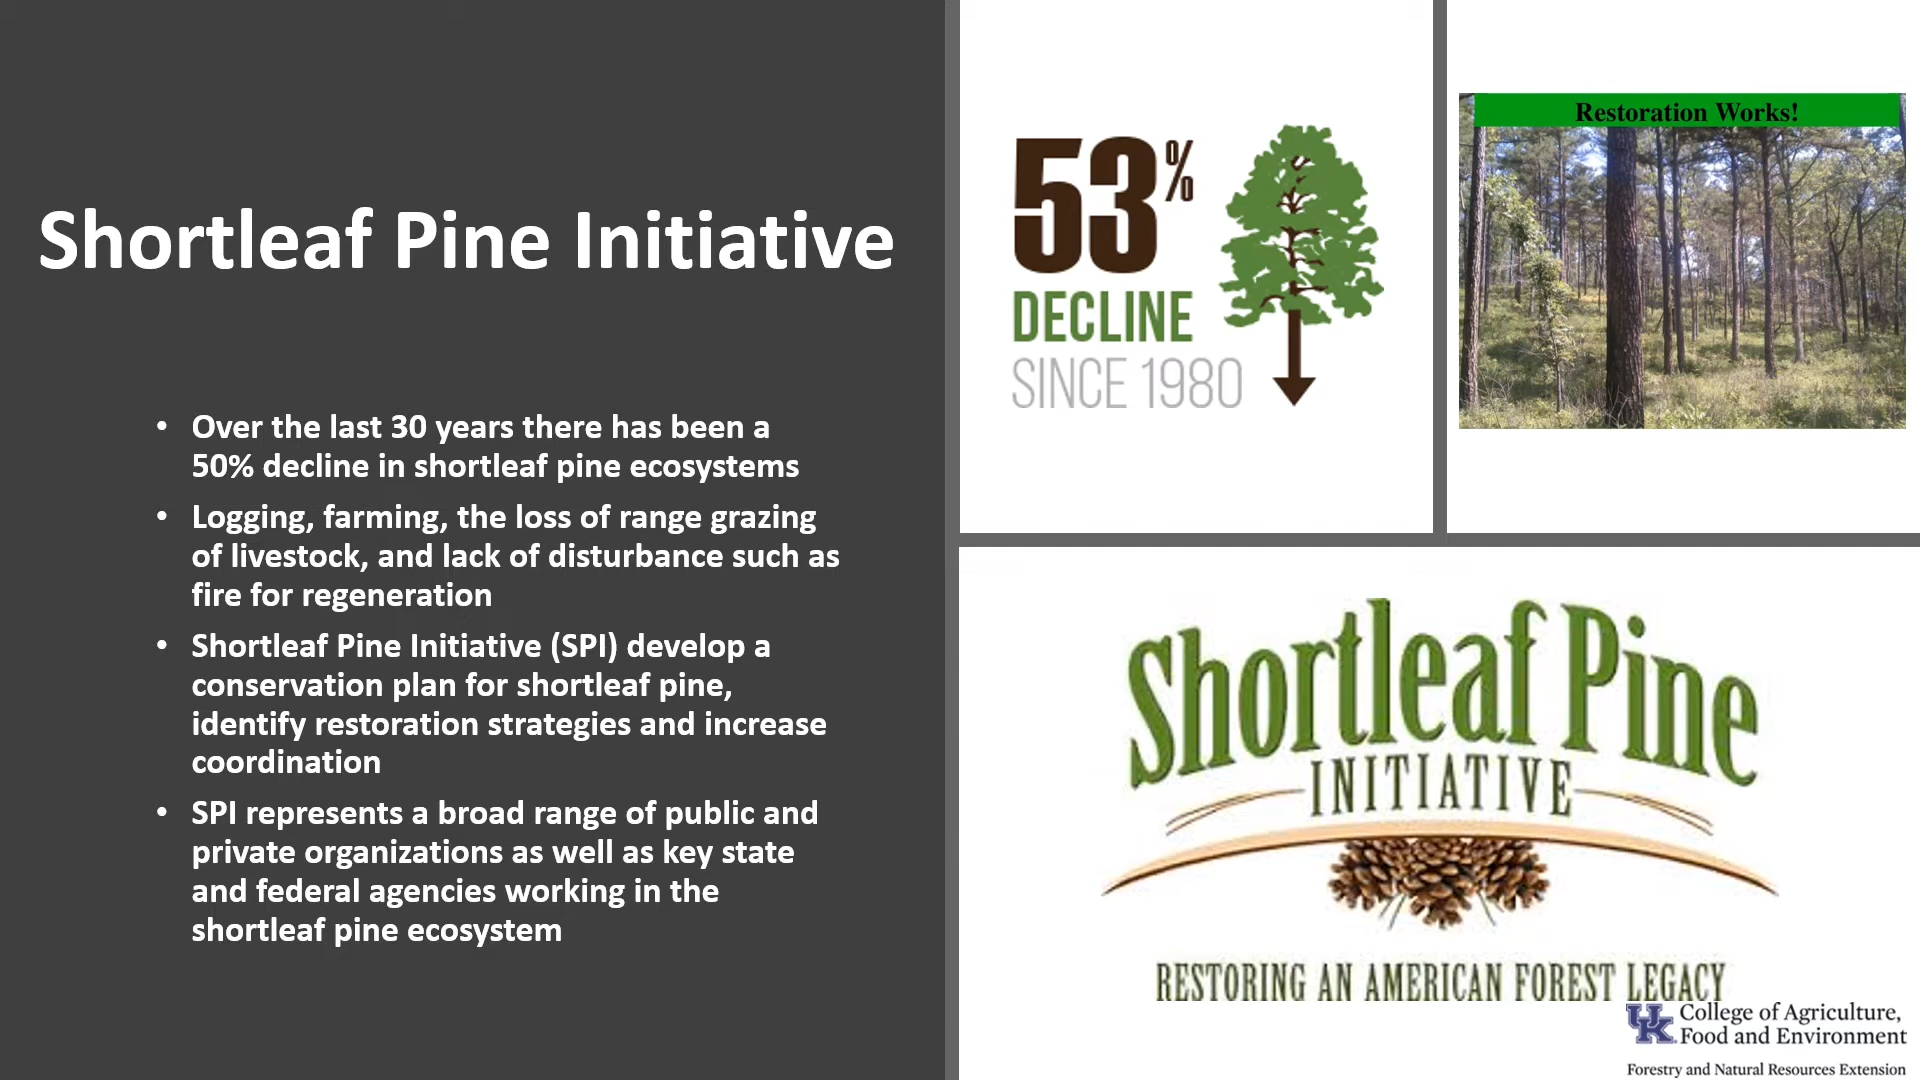 Shortleaf Pine Initiative
• Over the last 30 years there has been a
50% decline in shortleaf pine ecosystems
• Logging, farming, the loss of range grazing
of livestock, and lack of disturbance such as
fire for regeneration
• Shortleaf Pine Initiative (SPI) develop a
conservation plan for shortleaf pine,
identify restoration strategies and increase
coordination
• SPI represents a broad range of public and
private organizations as well as key state
and federal agencies working in the
shortleaf pine ecosystem
53%
DECLINE
SINCE 1980
Restoration Works!
Shortleaf Pine
INITIATIVE
RESTORING AN AMERICAN FOREST LEGACY
UK College of Agriculture,
Food and Environment
Forestry and Natural Resources Extension